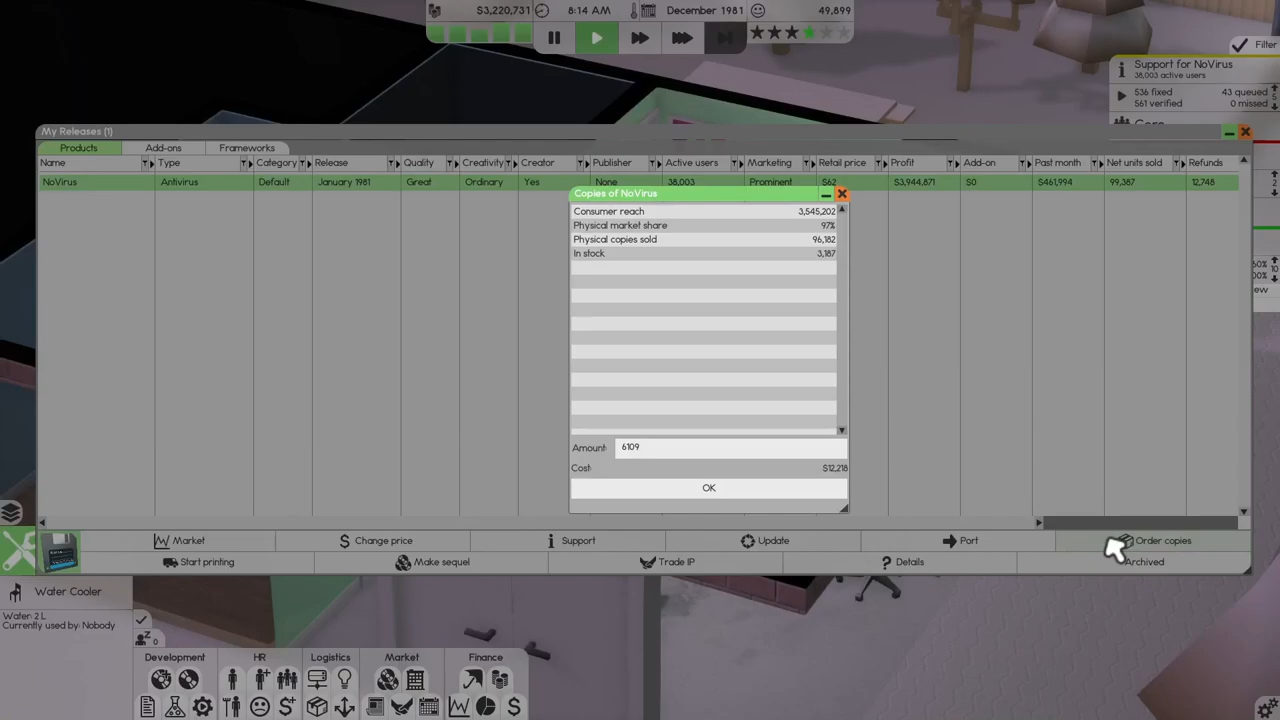 $3,220,731
8:14 AM
December 1981
49,899
Filter
Support for NoVirus
38,003 active users
536 fixed 43 queued
561 verified 0 missed
My Releases (1)
Products Add-ons Frameworks
Name Type Category Release Quality Creativity Creator Publisher Active users Marketing Retail price Profit Add-on Past month Net units sold Refunds
NoVirus Antivirus Default January 1981 Great Ordinary Yes None 38,003 Prominent $62 $3,944,871 $0 $461,994 99,387 12,748
Copies of NoVirus
Consumer reach 3,545,202
Physical market share 97%
Physical copies sold 96,182
In stock 3,187
Amount: 6109
Cost: $12,218
OK
Market Change price Support Update Port Order copies
Start printing Make sequel Trade IP Details Archived
Water Cooler
Water: 2 L
Currently used by: Nobody
0
Development HR Logistics Market Finance